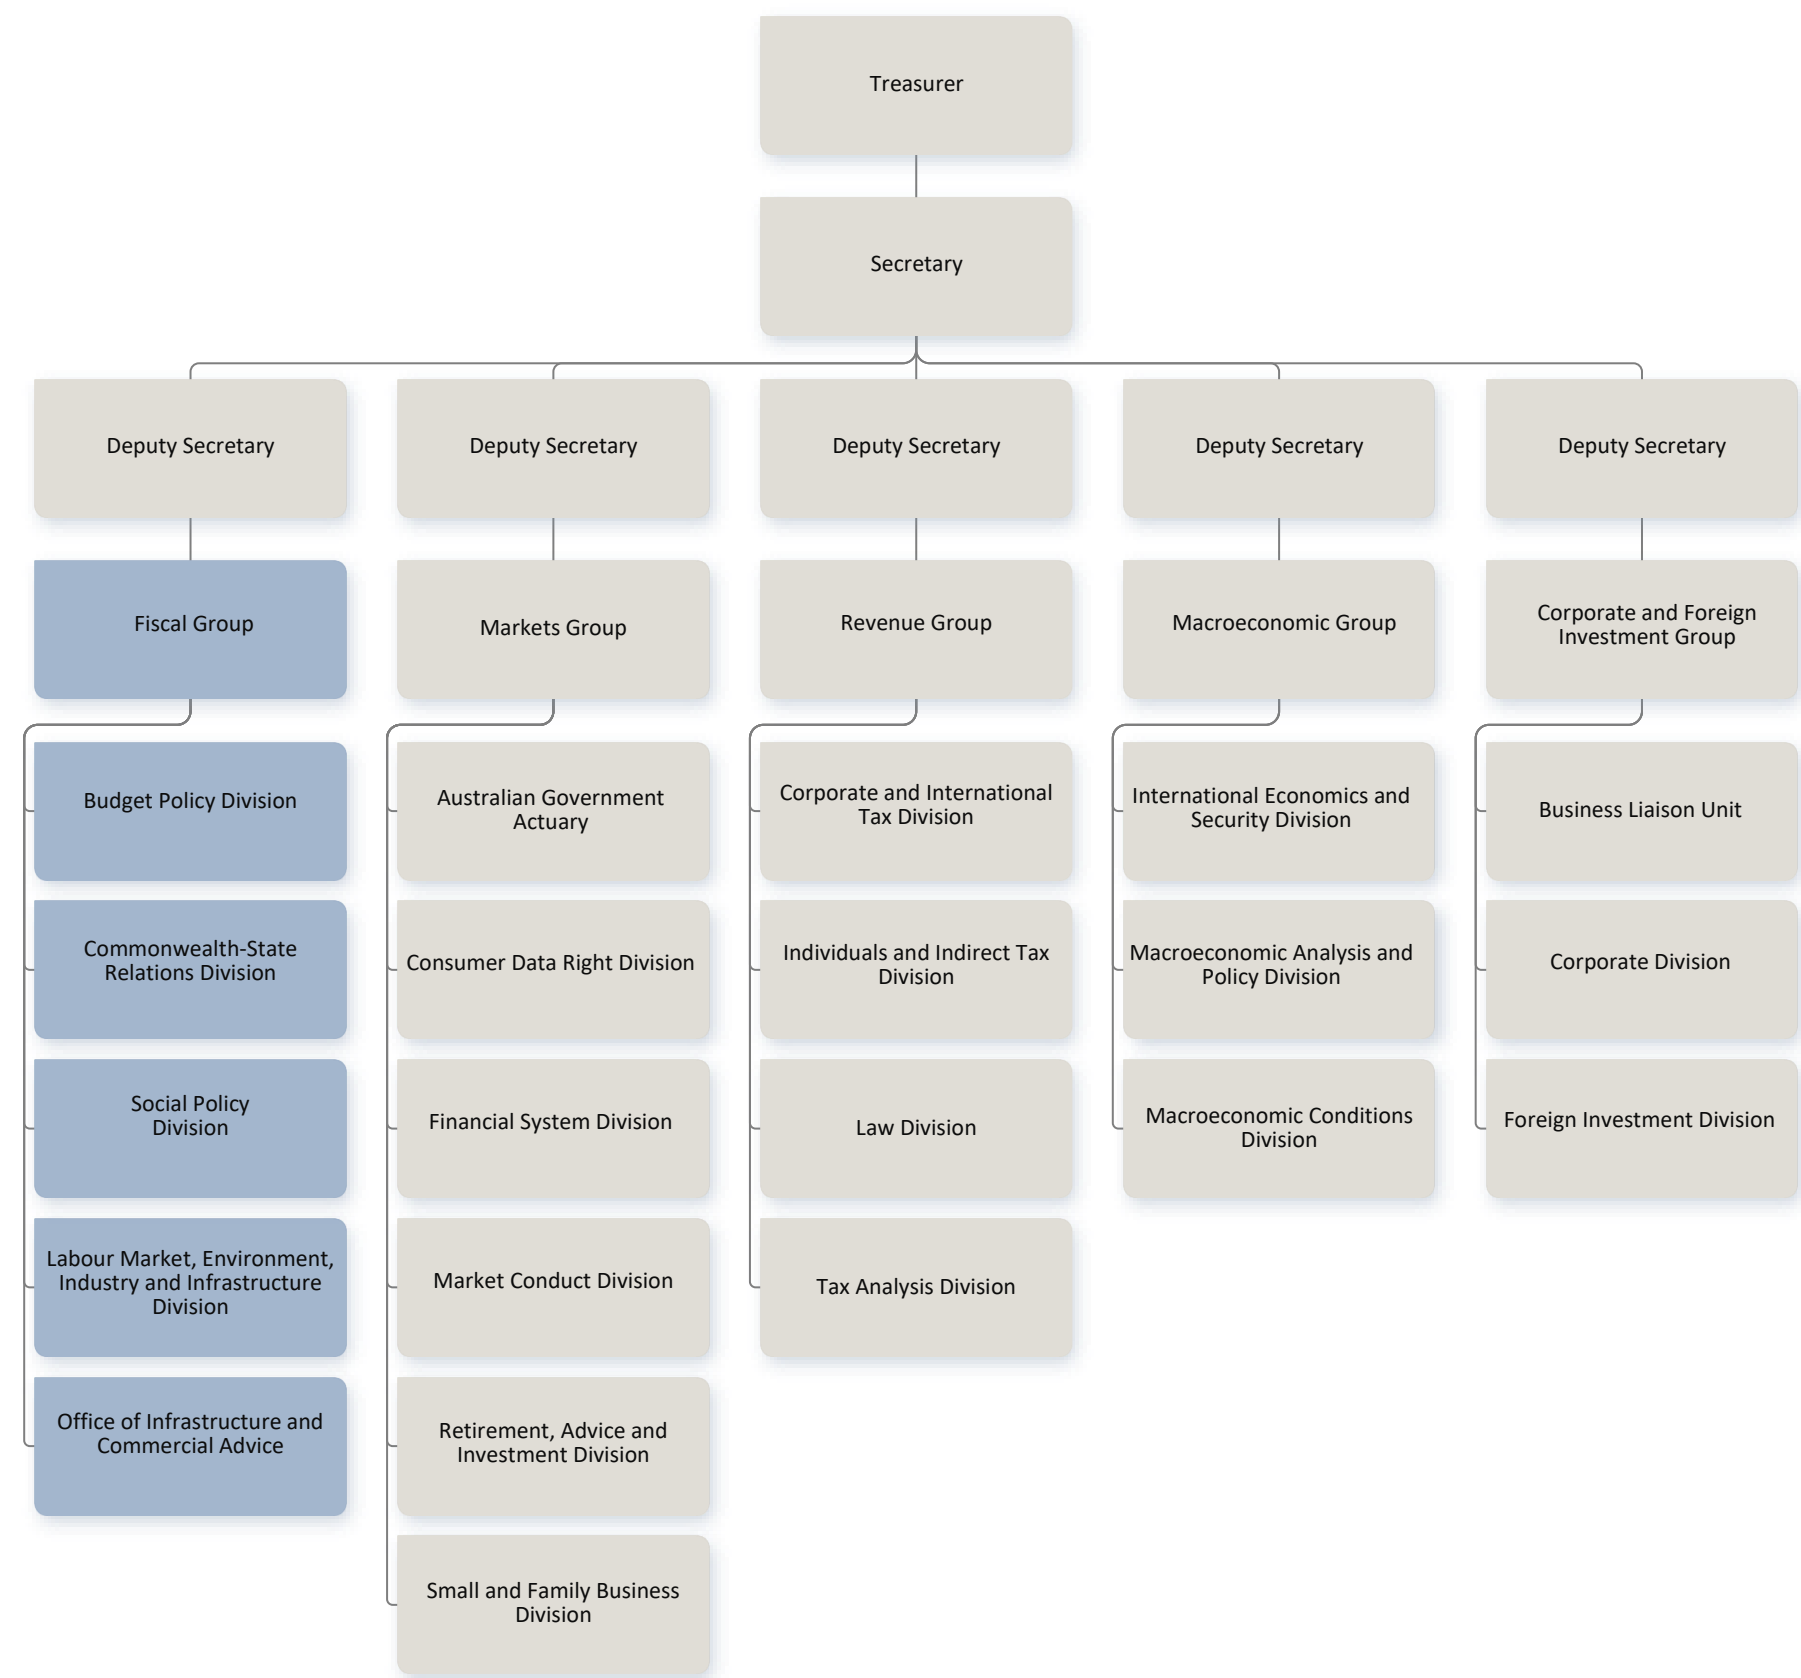 Treasurer
Secretary
Deputy Secretary
Deputy Secretary
Deputy Secretary
Deputy Secretary
Deputy Secretary
Fiscal Group
Markets Group
Revenue Group
Macroeconomic Group
Corporate and Foreign
Investment Group
Budget Policy Division
Australian Government
Actuary
Corporate and International
Tax Division
International Economics and
Security Division
Business Liaison Unit
Commonwealth-State
Relations Division
Consumer Data Right Division
Individuals and Indirect Tax
Division
Macroeconomic Analysis and
Policy Division
Corporate Division
Social Policy
Division
Financial System Division
Law Division
Macroeconomic Conditions
Division
Foreign Investment Division
Labour Market, Environment,
Industry and Infrastructure
Division
Market Conduct Division
Tax Analysis Division
Office of Infrastructure and
Commercial Advice
Retirement, Advice and
Investment Division
Small and Family Business
Division